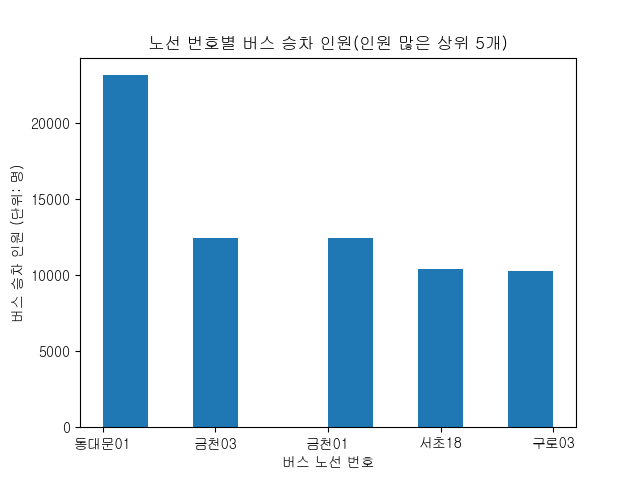 노선 번호별 버스 승차 인원(인원 많은 상위 5개)
버스 승차 인원 (단위: 명)
20000
15000
10000
5000
0
동대문01 금천03 금천01 서초18 구로03
버스 노선 번호